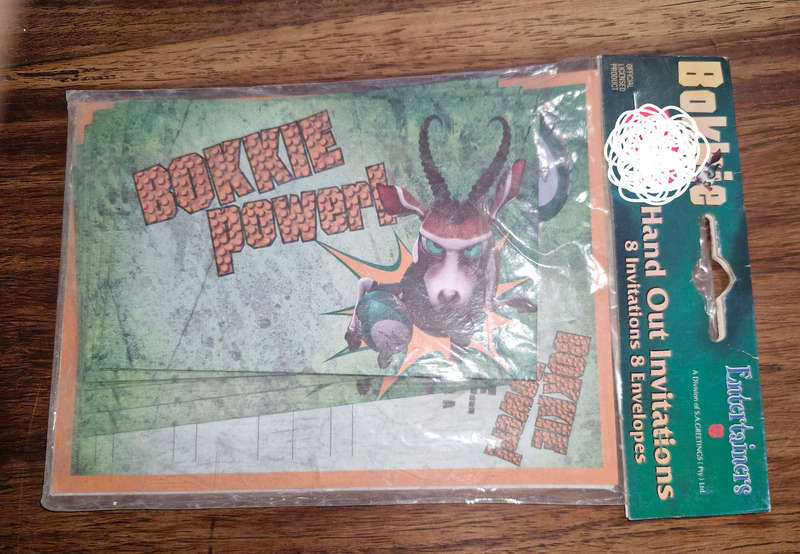 BOKKIE
power!
OFFICIAL
LICENSED
PRODUCT
Hand Out Invitations
8 Invitations 8 Envelopes
Entertainers
A Division of S.A.GREETINGS (Pty) Ltd.
BOKKIE
power!